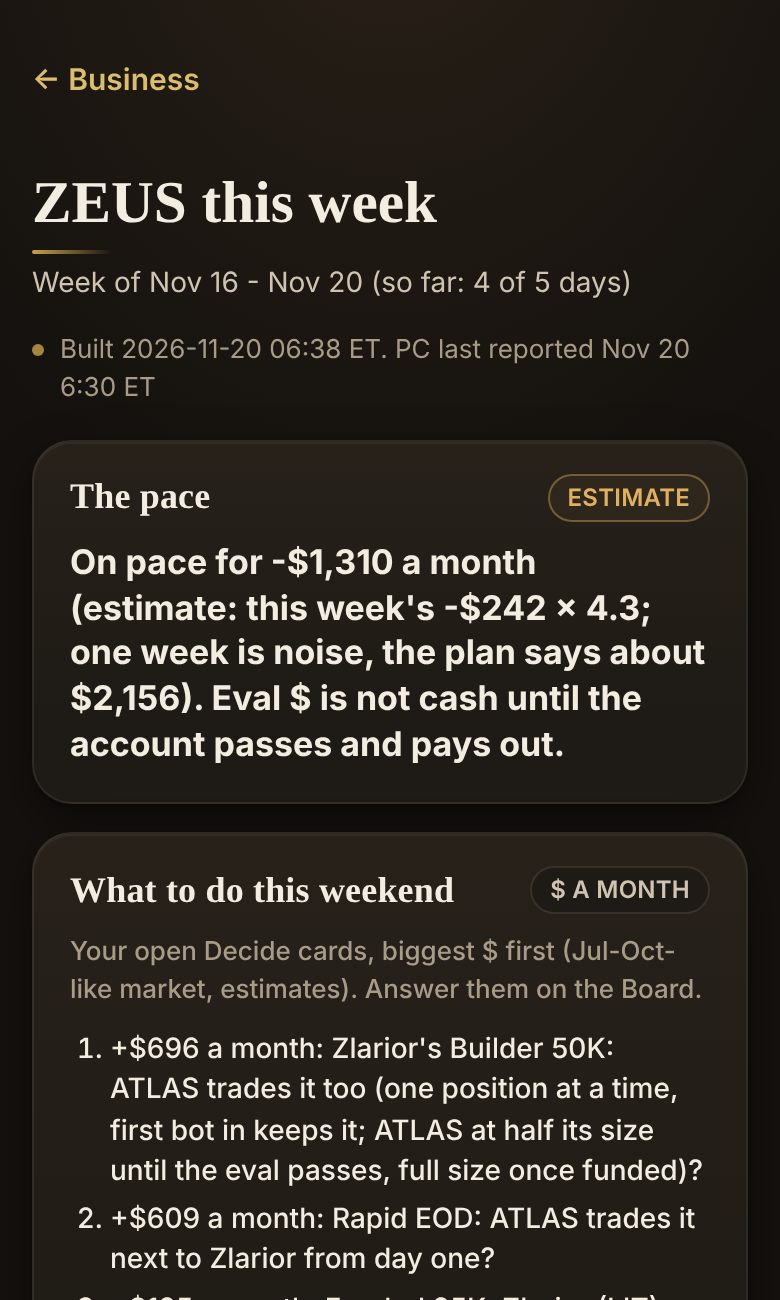 ← Business
ZEUS this week
Week of Nov 16 - Nov 20 (so far: 4 of 5 days)
Built 2026-11-20 06:38 ET. PC last reported Nov 20
6:30 ET
The pace
ESTIMATE
On pace for -$1,310 a month
(estimate: this week's -$242 × 4.3;
one week is noise, the plan says about
$2,156). Eval $ is not cash until the
account passes and pays out.
What to do this weekend
$ A MONTH
Your open Decide cards, biggest $ first (Jul-Oct-
like market, estimates). Answer them on the Board.
1. +$696 a month: Zlarior's Builder 50K:
ATLAS trades it too (one position at a time,
first bot in keeps it; ATLAS at half its size
until the eval passes, full size once funded)?
2. +$609 a month: Rapid EOD: ATLAS trades it
next to Zlarior from day one?